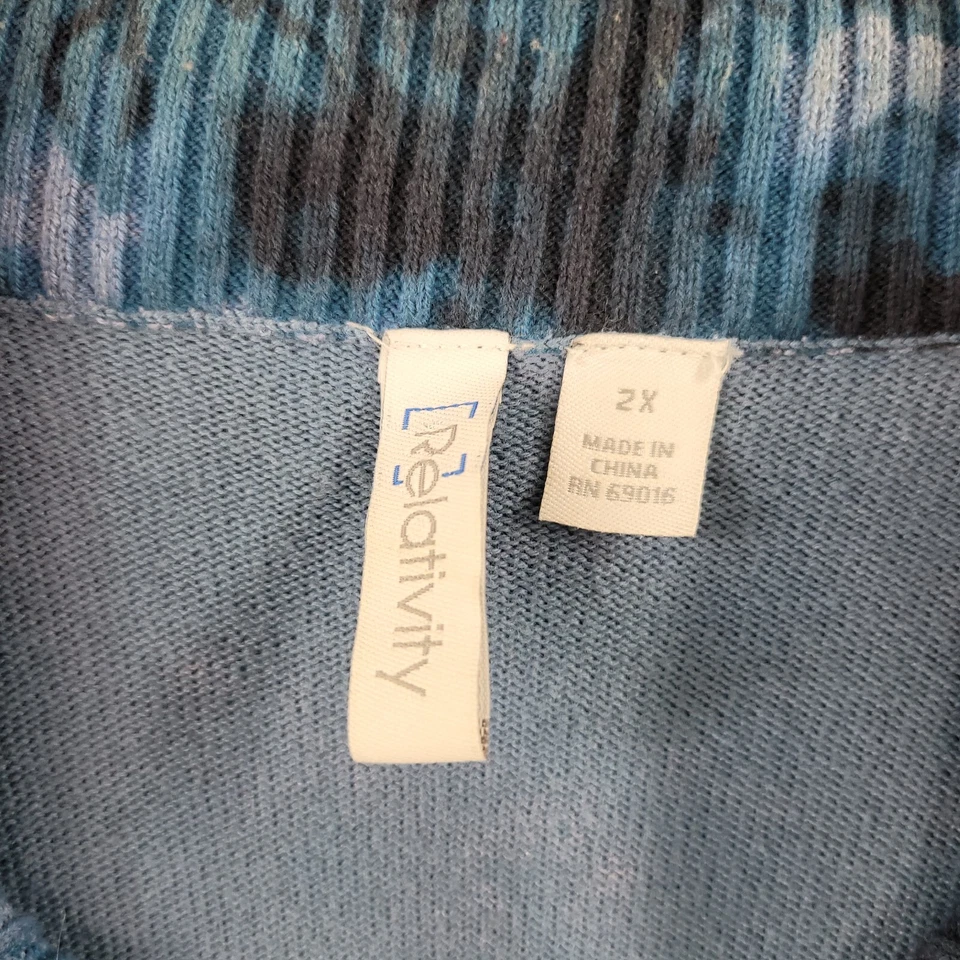 Relativity
2X
MADE IN
CHINA
RN 69016